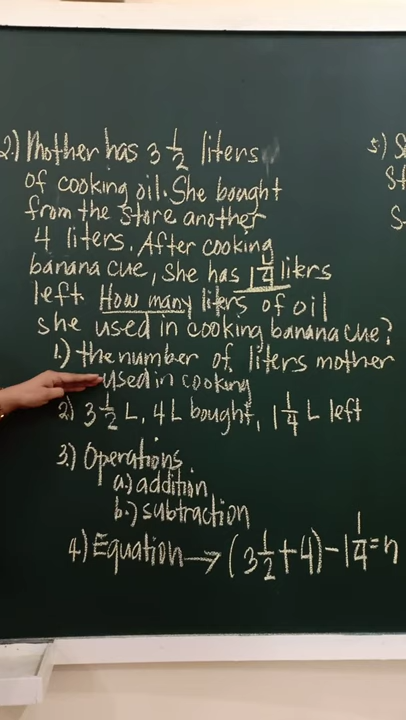 2.) Mother has 3 1/2 liters
of cooking oil. She bought
from the store another
4 liters. After cooking
banana cue, she has 1 1/4 liters
left. How many liters of oil
she used in cooking banana cue?
1.) the number of liters mother
used in cooking
2) 3 1/2 L, 4 L bought, 1 1/4 L left
3.) Operations
a.) addition
b.) subtraction
4.) Equation → (3 1/2 + 4) - 1 1/4 = n
5.)